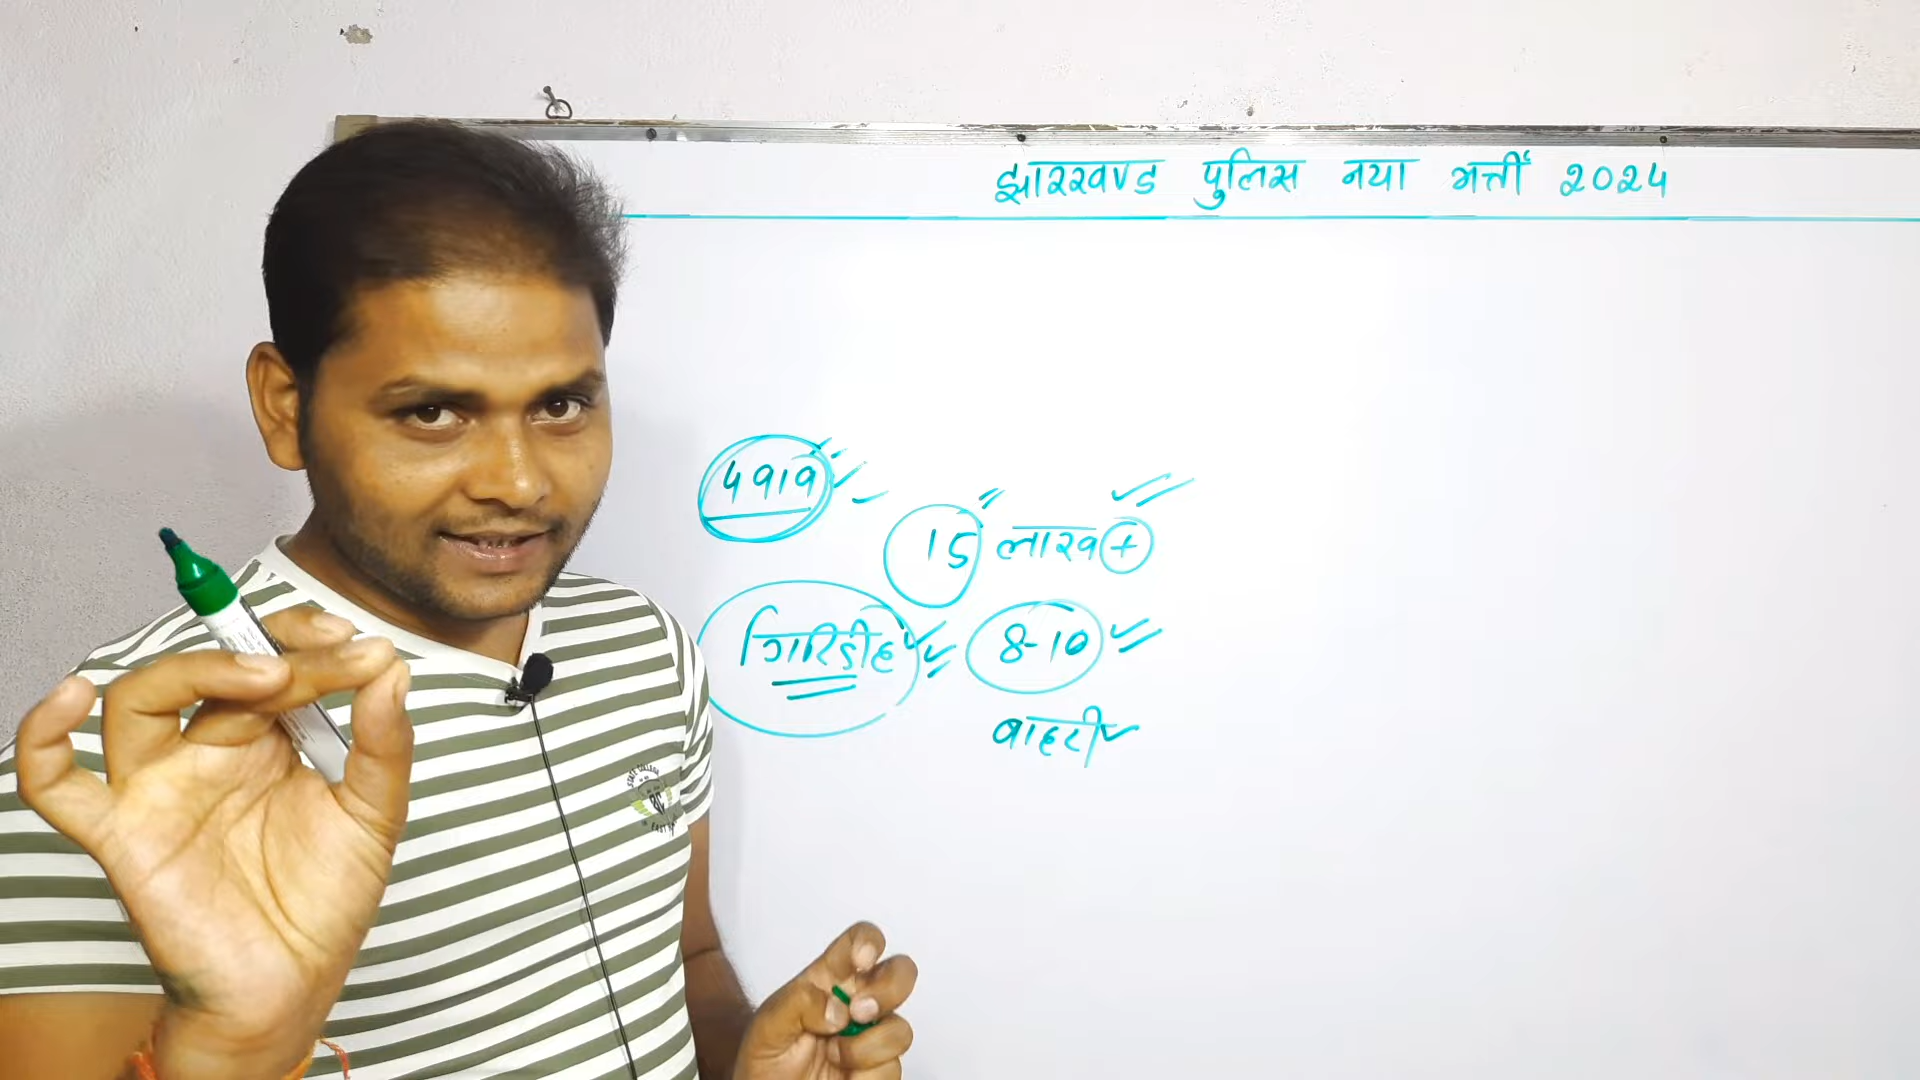 झारखण्ड पुलिस नया भर्ती 2024
4919
15 लाख +
गिरिडीह 8-10
बाहरी